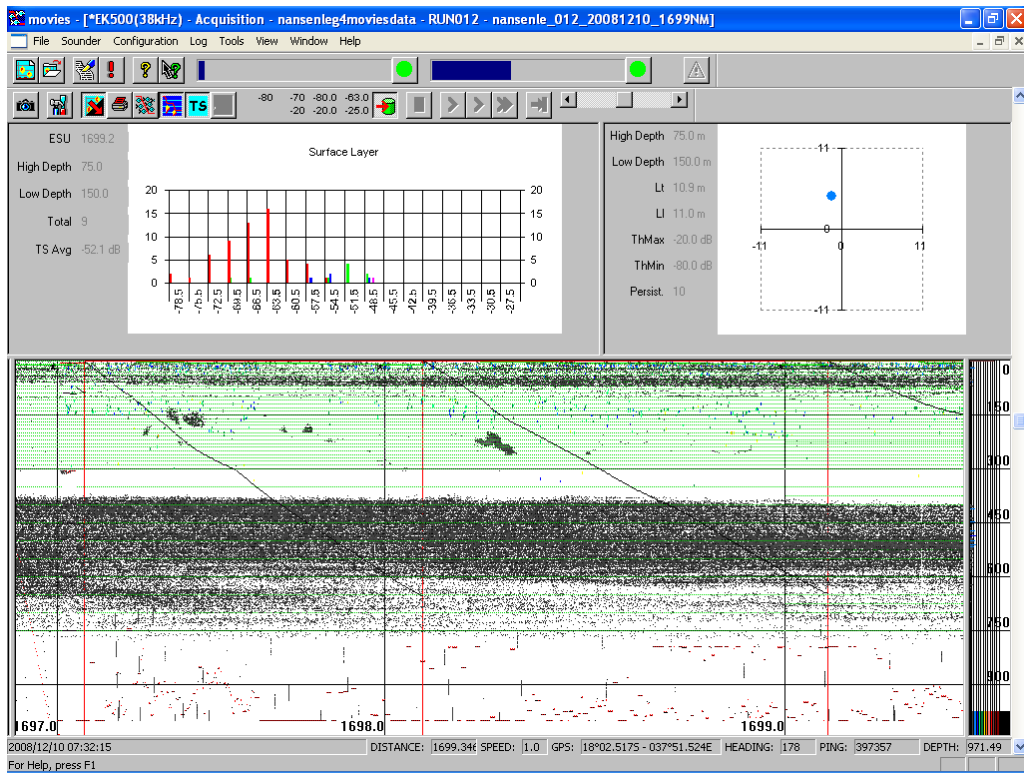 movies - [*EK500(38kHz) - Acquisition - nansenleg4moviesdata - RUN012 - nansenle_012_20081210_1699NM]
File Sounder Configuration Log Tools View Window Help
TS -80 -70 -80.0 -63.0
-20 -20.0 -25.0
ESU 1699.2
High Depth 75.0
Low Depth 150.0
Total 9
TS Avg -52.1 dB
Surface Layer
20 20
15 15
10 10
5 5
0 0
-78.5 -75.5 -72.5 -69.5 -66.5 -63.5 -60.5 -57.5 -54.5 -51.5 -48.5 -45.5 -42.5 -39.5 -36.5 -33.5 -30.5 -27.5
High Depth 75.0 m
Low Depth 150.0 m
Lt 10.9 m
Ll 11.0 m
ThMax -20.0 dB
ThMin -80.0 dB
Persist. 10
11
0
-11 0 11
-11
0
150
300
450
600
750
900
1697.0 1698.0 1699.0
2008/12/10 07:32:15 DISTANCE: 1699.346 SPEED: 1.0 GPS: 18°02.517S - 037°51.524E HEADING: 178 PING: 397357 DEPTH: 971.49
For Help, press F1